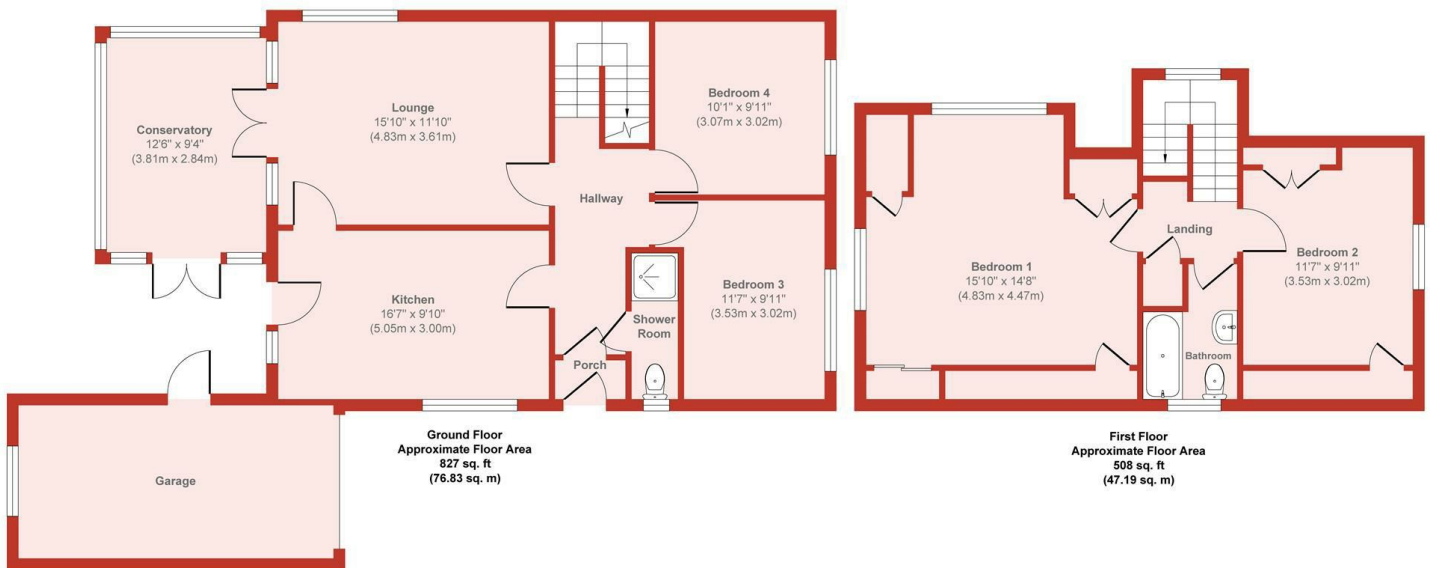 Conservatory
12'6" x 9'4"
(3.81m x 2.84m)
Lounge
15'10" x 11'10"
(4.83m x 3.61m)
Bedroom 4
10'1" x 9'11"
(3.07m x 3.02m)
Hallway
Kitchen
16'7" x 9'10"
(5.05m x 3.00m)
Shower
Room
Bedroom 3
11'7" x 9'11"
(3.53m x 3.02m)
Porch
Garage
Ground Floor
Approximate Floor Area
827 sq. ft
(76.83 sq. m)
Bedroom 1
15'10" x 14'8"
(4.83m x 4.47m)
Landing
Bedroom 2
11'7" x 9'11"
(3.53m x 3.02m)
Bathroom
First Floor
Approximate Floor Area
508 sq. ft
(47.19 sq. m)